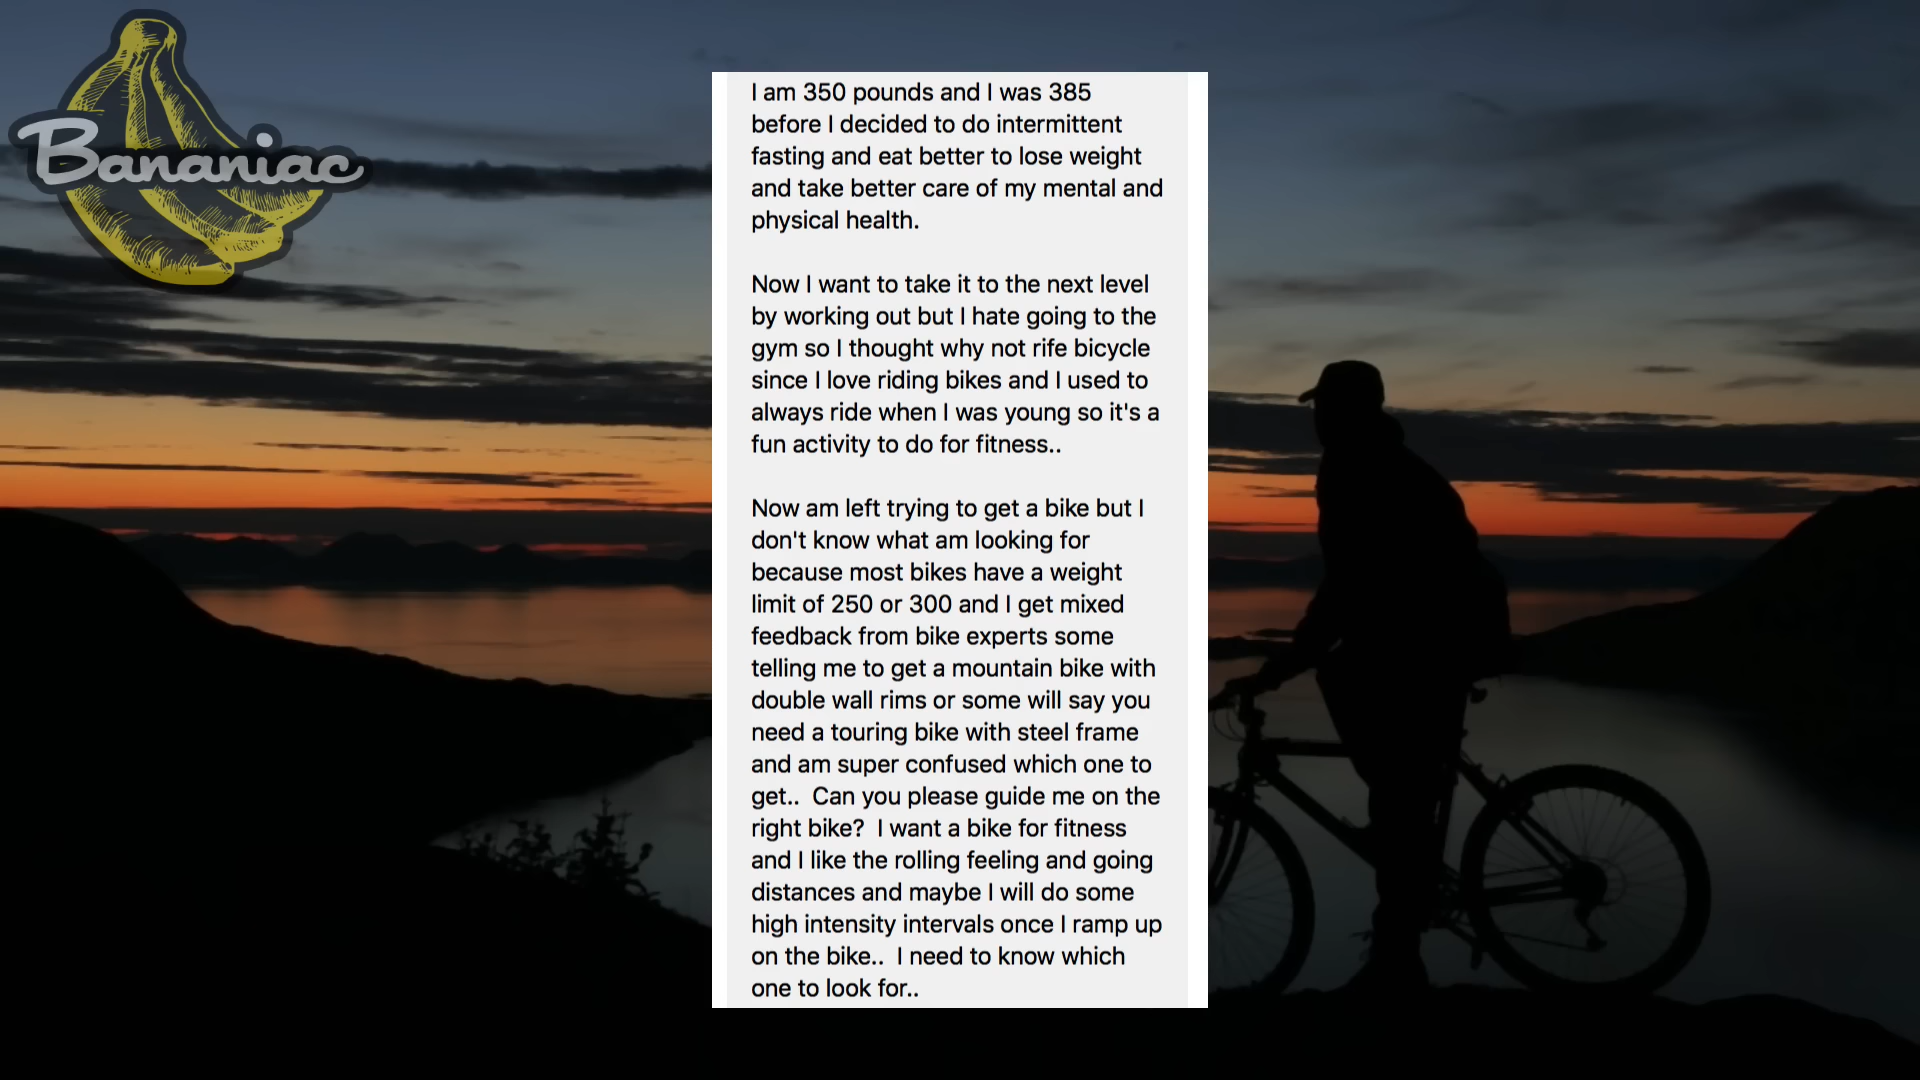 Bananiac
I am 350 pounds and I was 385
before I decided to do intermittent
fasting and eat better to lose weight
and take better care of my mental and
physical health.
Now I want to take it to the next level
by working out but I hate going to the
gym so I thought why not rife bicycle
since I love riding bikes and I used to
always ride when I was young so it's a
fun activity to do for fitness..
Now am left trying to get a bike but I
don't know what am looking for
because most bikes have a weight
limit of 250 or 300 and I get mixed
feedback from bike experts some
telling me to get a mountain bike with
double wall rims or some will say you
need a touring bike with steel frame
and am super confused which one to
get..  Can you please guide me on the
right bike?  I want a bike for fitness
and I like the rolling feeling and going
distances and maybe I will do some
high intensity intervals once I ramp up
on the bike..  I need to know which
one to look for..